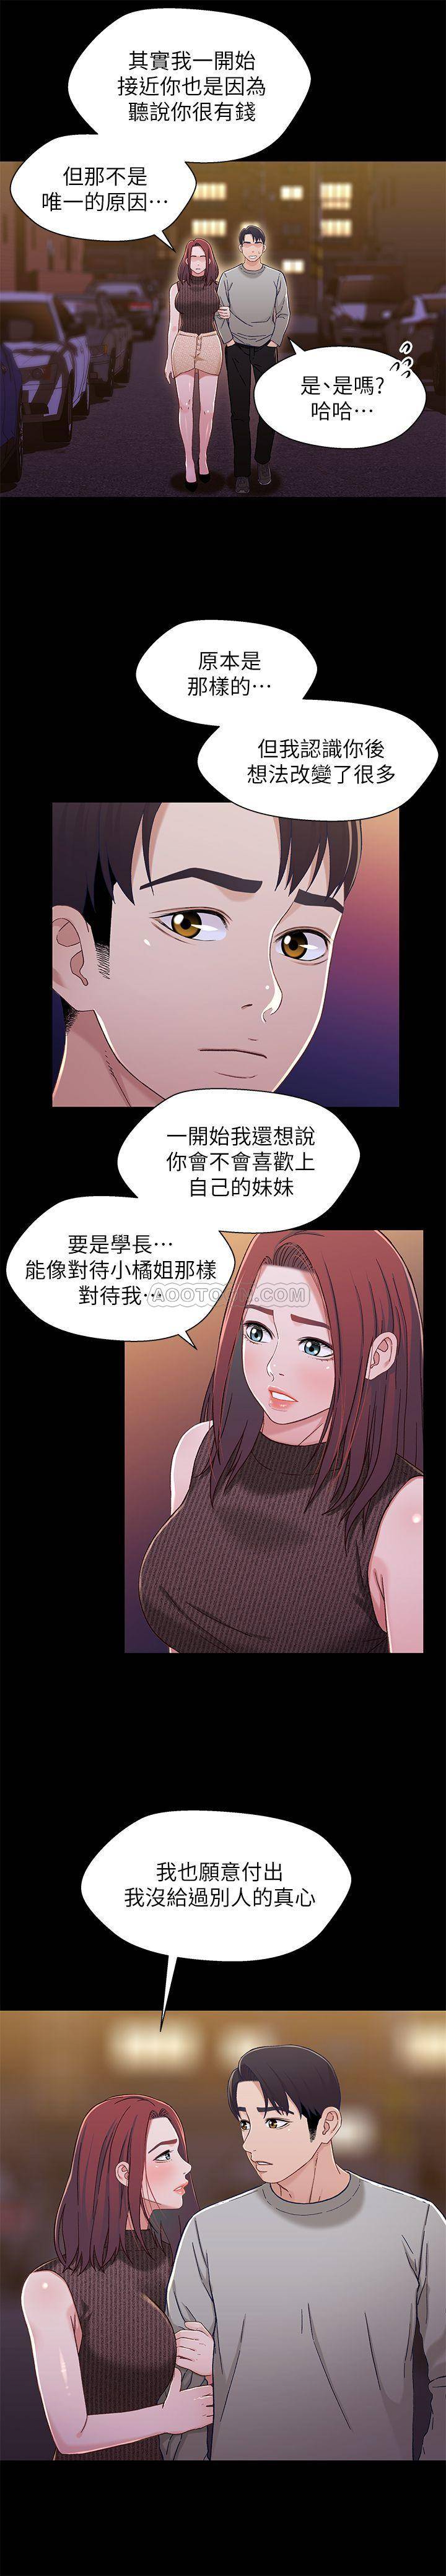 其實我一開始
接近你也是因為
聽說你很有錢
但那不是
唯一的原因…
是、是嗎?
哈哈…
原本是
那樣的…
但我認識你後
想法改變了很多
一開始我還想說
你會不會喜歡上
自己的妹妹
要是學長…
能像對待小橘姐那樣
對待我…
我也願意付出
我沒給過別人的真心